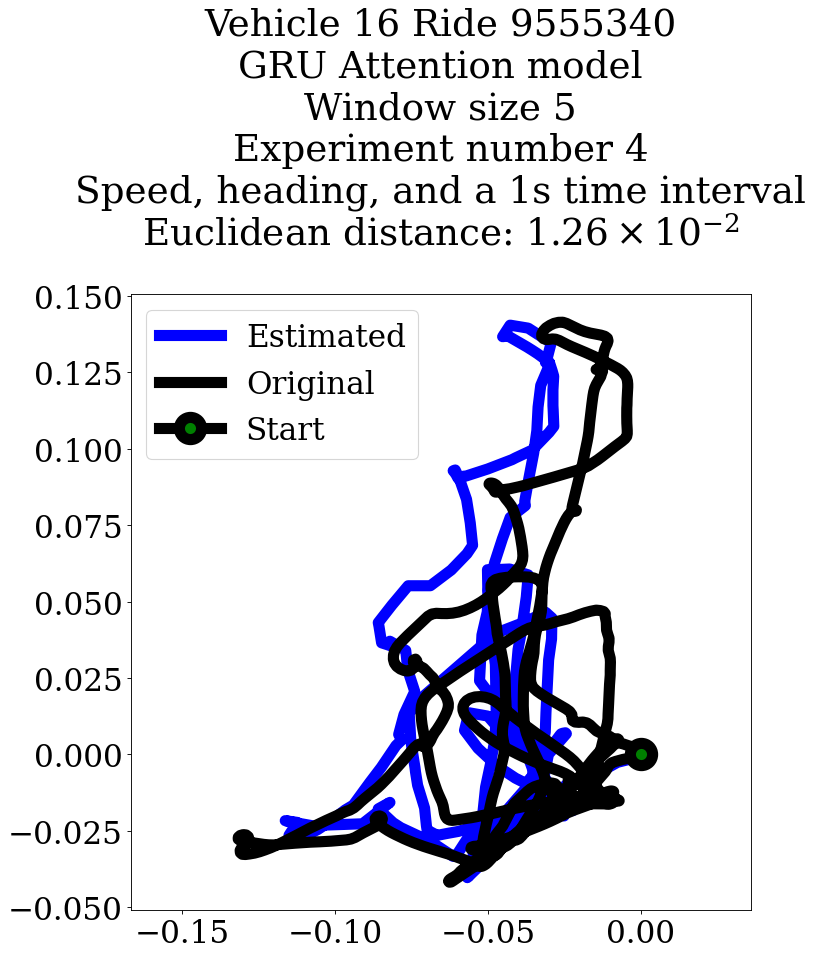 Vehicle 16 Ride 9555340
GRU Attention model
Window size 5
Experiment number 4
Speed, heading, and a 1s time interval
Euclidean distance: 1.26 × 10⁻²
0.150
0.125
0.100
0.075
0.050
0.025
0.000
−0.025
−0.050
Estimated
Original
Start
−0.15
−0.10
−0.05
0.00